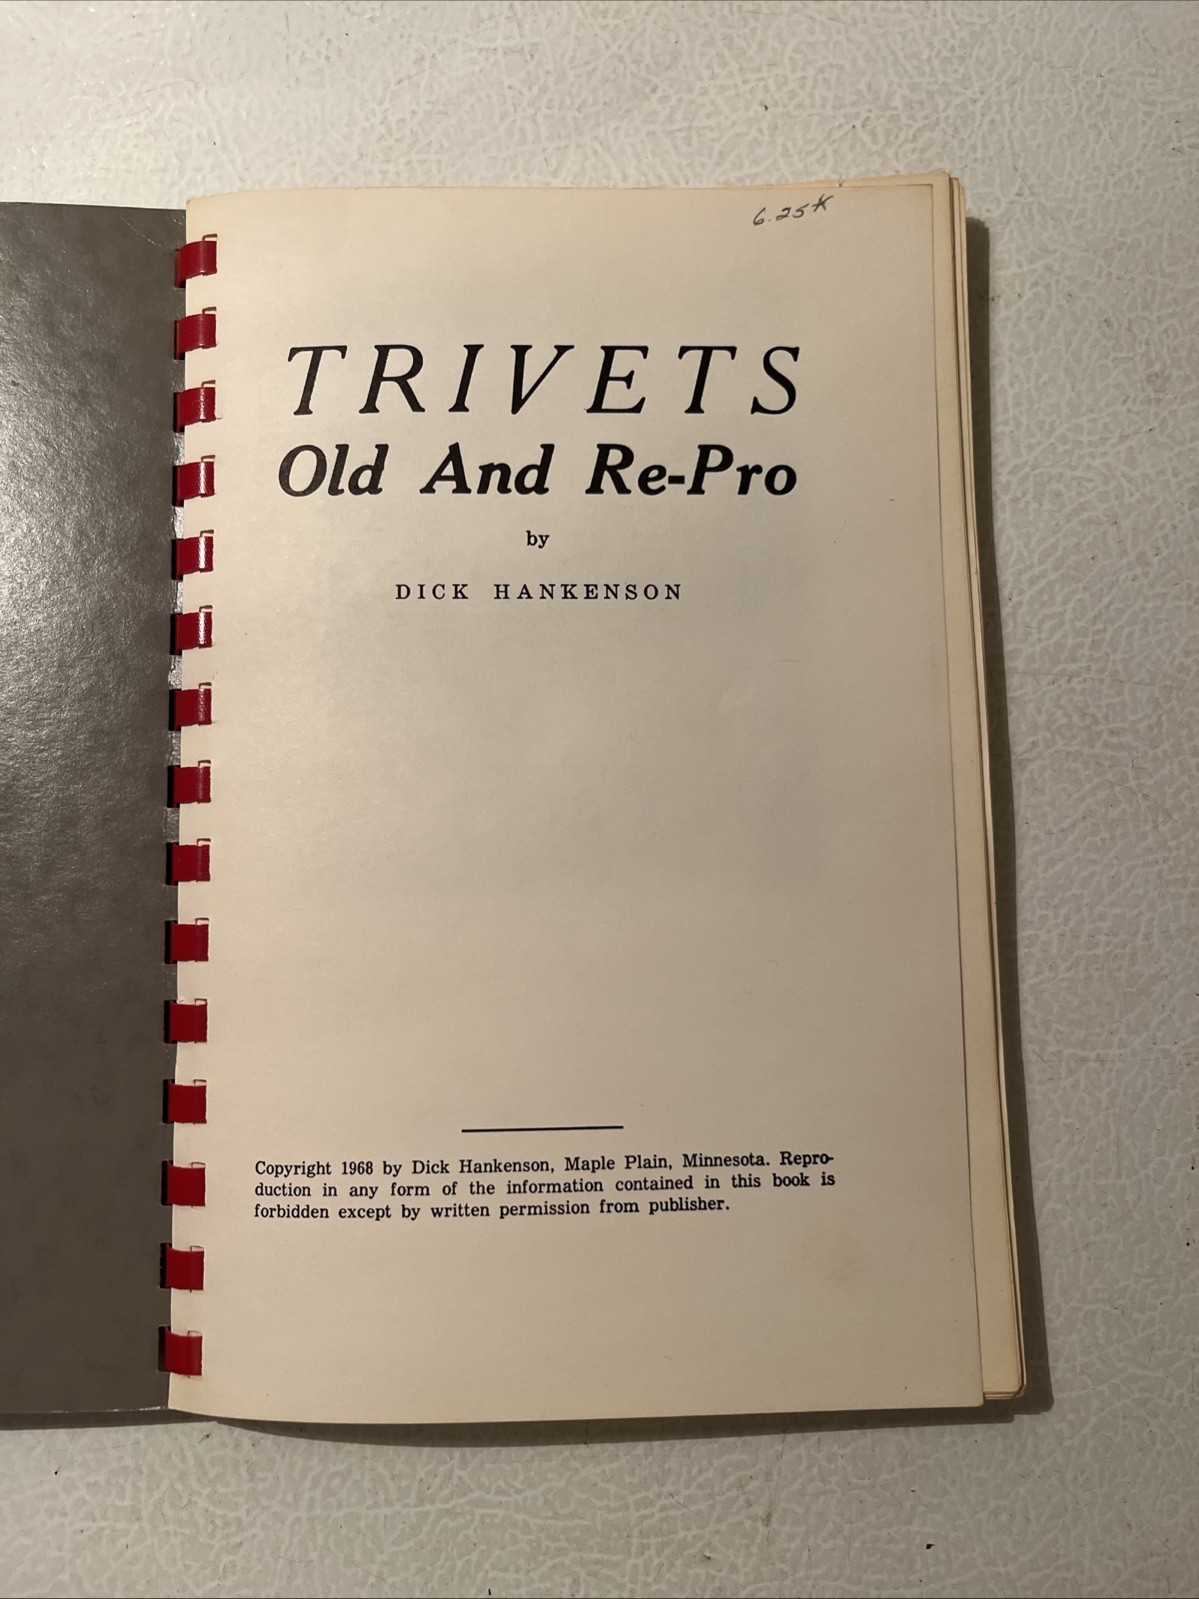 6.25*
TRIVETS
Old And Re-Pro
by
DICK HANKENSON
Copyright 1968 by Dick Hankenson, Maple Plain, Minnesota. Repro-
duction in any form of the information contained in this book is
forbidden except by written permission from publisher.